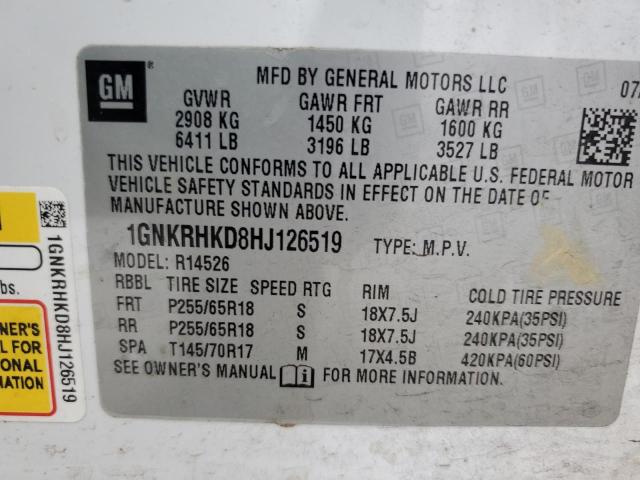 GM
MFD BY GENERAL MOTORS LLC 07/
GVWR GAWR FRT GAWR RR
2908 KG 1450 KG 1600 KG
6411 LB 3196 LB 3527 LB
THIS VEHICLE CONFORMS TO ALL APPLICABLE U.S. FEDERAL MOTOR
VEHICLE SAFETY STANDARDS IN EFFECT ON THE DATE OF
MANUFACTURE SHOWN ABOVE.
1GNKRHKD8HJ126519 TYPE: M.P.V.
MODEL: R14526
RBBL TIRE SIZE SPEED RTG RIM COLD TIRE PRESSURE
FRT P255/65R18 S 18X7.5J 240KPA(35PSI)
RR P255/65R18 S 18X7.5J 240KPA(35PSI)
SPA T145/70R17 M 17X4.5B 420KPA(60PSI)
SEE OWNER'S MANUAL FOR MORE INFORMATION.
1GNKRHKD8HJ126519
bs.
NER'S
L FOR
IONAL
MATION